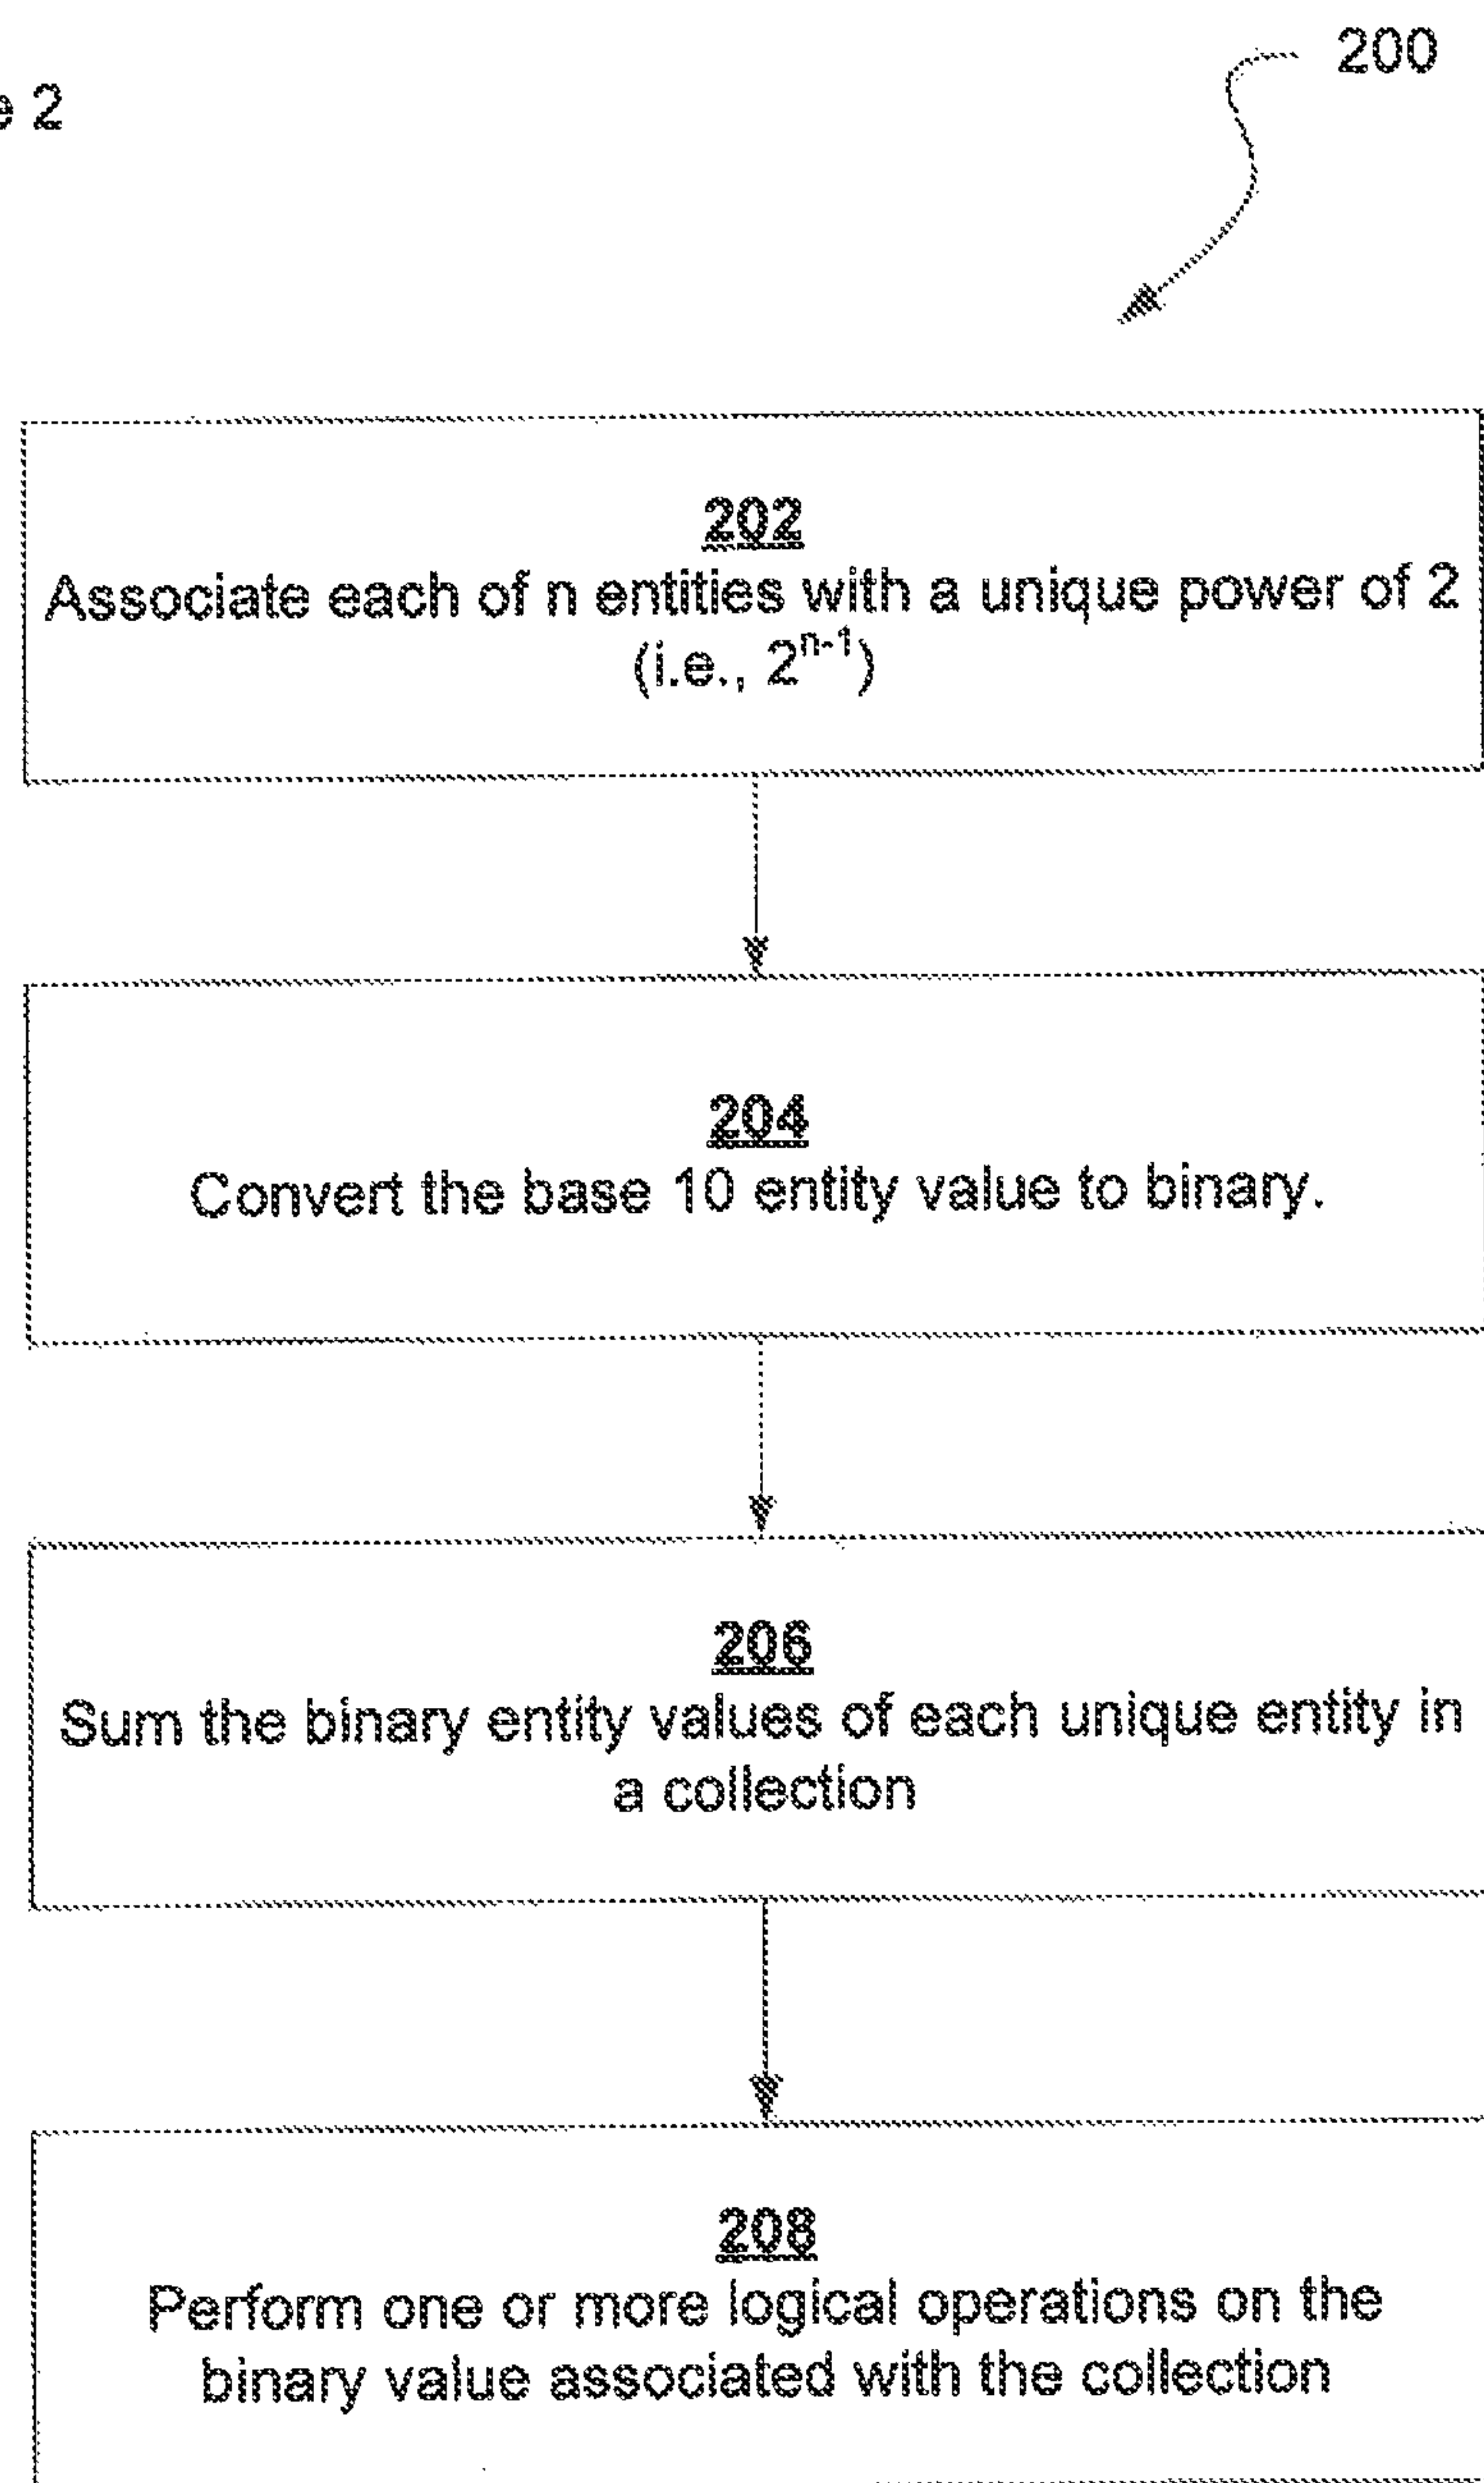 200
2
202
Associate each of n entities with a unique power of 2
(i.e., 2ⁿ⁻¹)
204
Convert the base 10 entity value to binary.
206
Sum the binary entity values of each unique entity in
a collection
208
Perform one or more logical operations on the
binary value associated with the collection